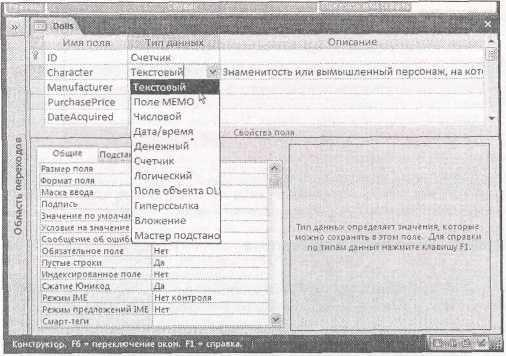 Dolls
Имя поля Тип данных Описание
ID Счетчик
Character Текстовый Знаменитость или вымышленный персонаж, на кото
Manufacturer Текстовый
PurchasePrice Поле МЕМО
DateAcquired Числовой
Дата/время
Денежный
Счетчик
Логический
Поле объекта OL
Гиперссылка
Вложение
Мастер подстано
Свойства поля
Область переходов
Общие Подстан
Размер поля
Формат поля
Маска ввода
Подпись
Значение по умолчан
Условие на значение
Сообщение об ошибк
Обязательное поле Нет
Пустые строки Да
Индексированное поле Нет
Сжатие Юникод Да
Режим IME Нет контроля
Режим предложений IME Нет
Смарт-теги
Тип данных определяет значения, которые
можно сохранить в этом поле. Для справки
по типам данных нажмите клавишу F1.
Конструктор. F6 = переключение окон. F1 = справка.